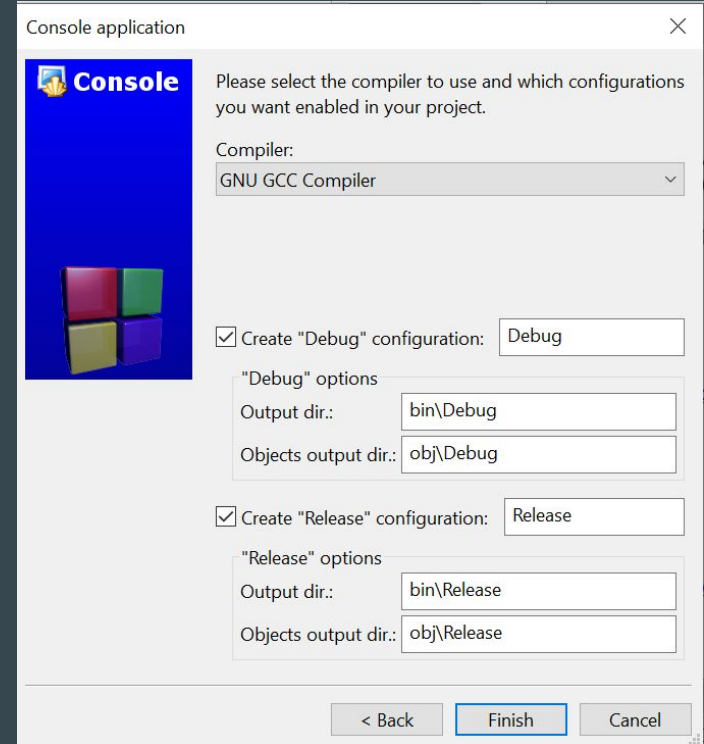 Console application
Console
Please select the compiler to use and which configurations
you want enabled in your project.
Compiler:
GNU GCC Compiler
Create "Debug" configuration: Debug
"Debug" options
Output dir.: bin\Debug
Objects output dir.: obj\Debug
Create "Release" configuration: Release
"Release" options
Output dir.: bin\Release
Objects output dir.: obj\Release
< Back Finish Cancel